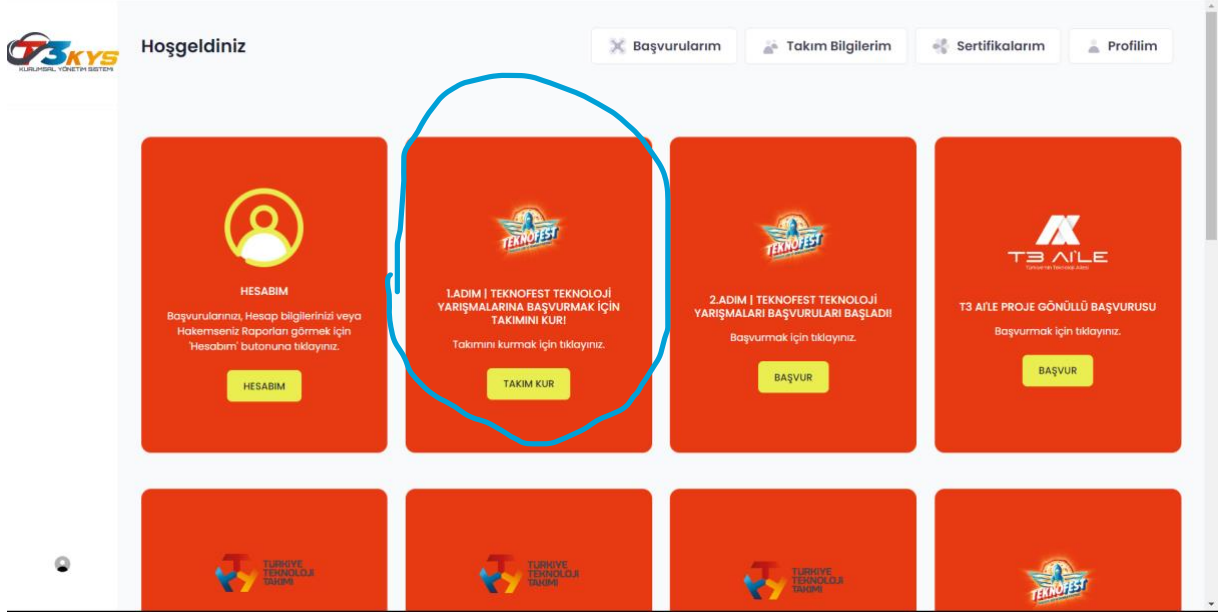 T3KYS
KURUMSAL YÖNETİM SİSTEMİ
Hoşgeldiniz
Başvurularım
Takım Bilgilerim
Sertifikalarım
Profilim
HESABIM
Başvurularınızı, Hesap bilgilerinizi veya
Hakemseniz Raporları görmek için
'Hesabım' butonuna tıklayınız.
HESABIM
TEKNOFEST
1.ADIM | TEKNOFEST TEKNOLOJİ
YARIŞMALARINA BAŞVURMAK İÇİN
TAKIMINI KUR!
Takımını kurmak için tıklayınız.
TAKIM KUR
TEKNOFEST
2.ADIM | TEKNOFEST TEKNOLOJİ
YARIŞMALARI BAŞVURULARI BAŞLADI!
Başvurmak için tıklayınız.
BAŞVUR
T3 Aİ'LE
Türkiye'nin Teknoloji Ailesi
T3 Aİ'LE PROJE GÖNÜLLÜ BAŞVURUSU
Başvurmak için tıklayınız.
BAŞVUR
TÜRKİYE
TEKNOLOJİ
TAKIMI
TÜRKİYE
TEKNOLOJİ
TAKIMI
TÜRKİYE
TEKNOLOJİ
TAKIMI
TEKNOFEST